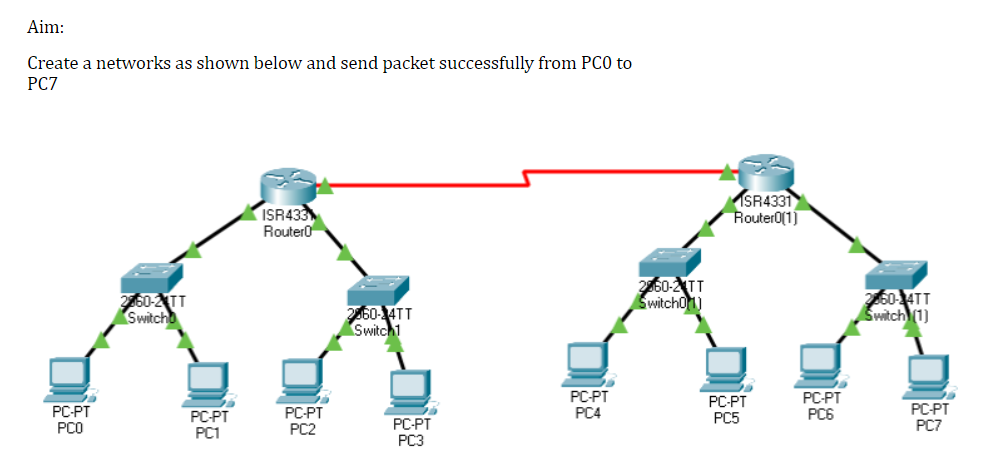 Aim:
Create a networks as shown below and send packet successfully from PC0 to
PC7
ISR4331
Router0
ISR4331
Router0(1)
2960-24TT
Switch0
2960-24TT
Switch1
2960-24TT
Switch0(1)
2960-24TT
Switch1(1)
PC-PT
PC0
PC-PT
PC1
PC-PT
PC2
PC-PT
PC3
PC-PT
PC4
PC-PT
PC5
PC-PT
PC6
PC-PT
PC7